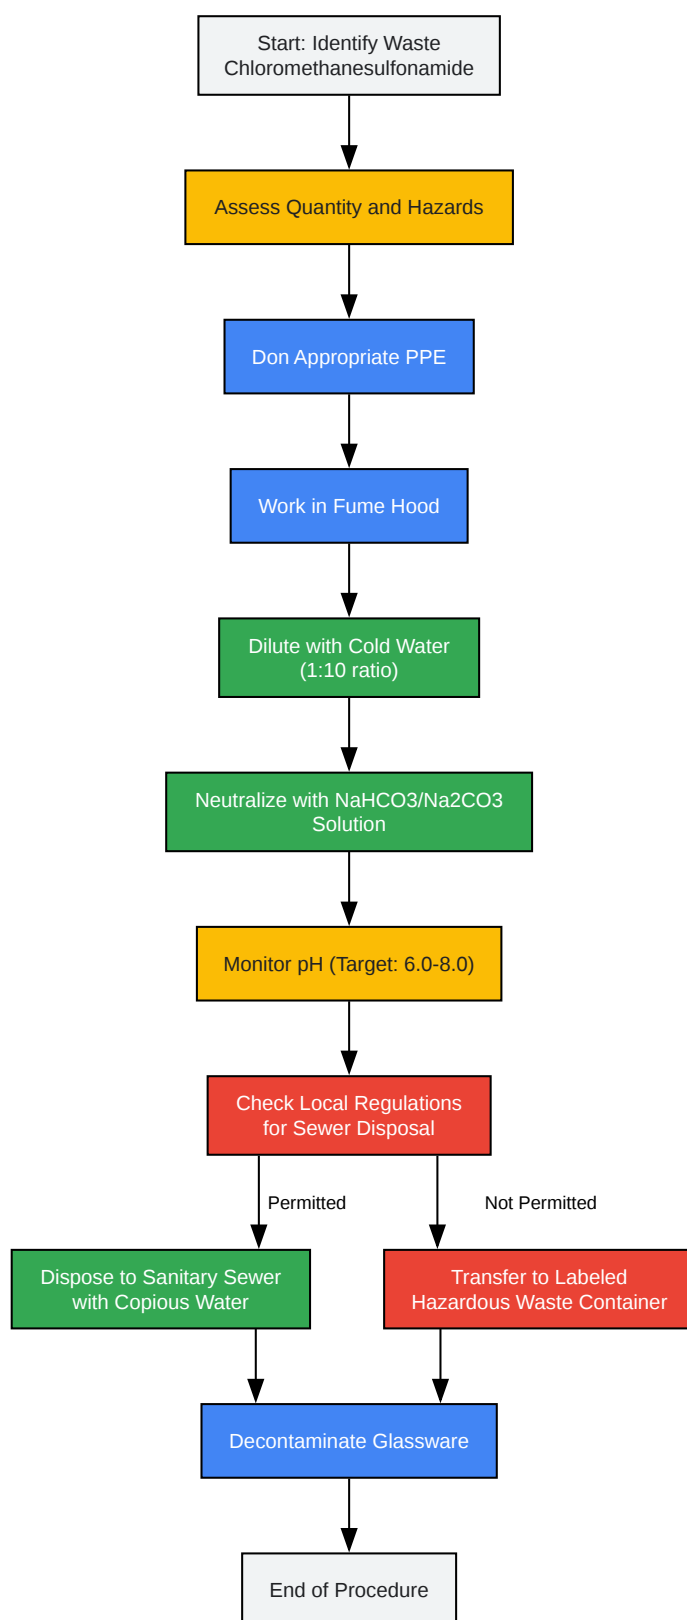 Start: Identify Waste
Chloromethanesulfonamide
Assess Quantity and Hazards
Don Appropriate PPE
Work in Fume Hood
Dilute with Cold Water
(1:10 ratio)
Neutralize with NaHCO3/Na2CO3
Solution
Monitor pH (Target: 6.0-8.0)
Check Local Regulations
for Sewer Disposal
Permitted
Not Permitted
Dispose to Sanitary Sewer
with Copious Water
Transfer to Labeled
Hazardous Waste Container
Decontaminate Glassware
End of Procedure